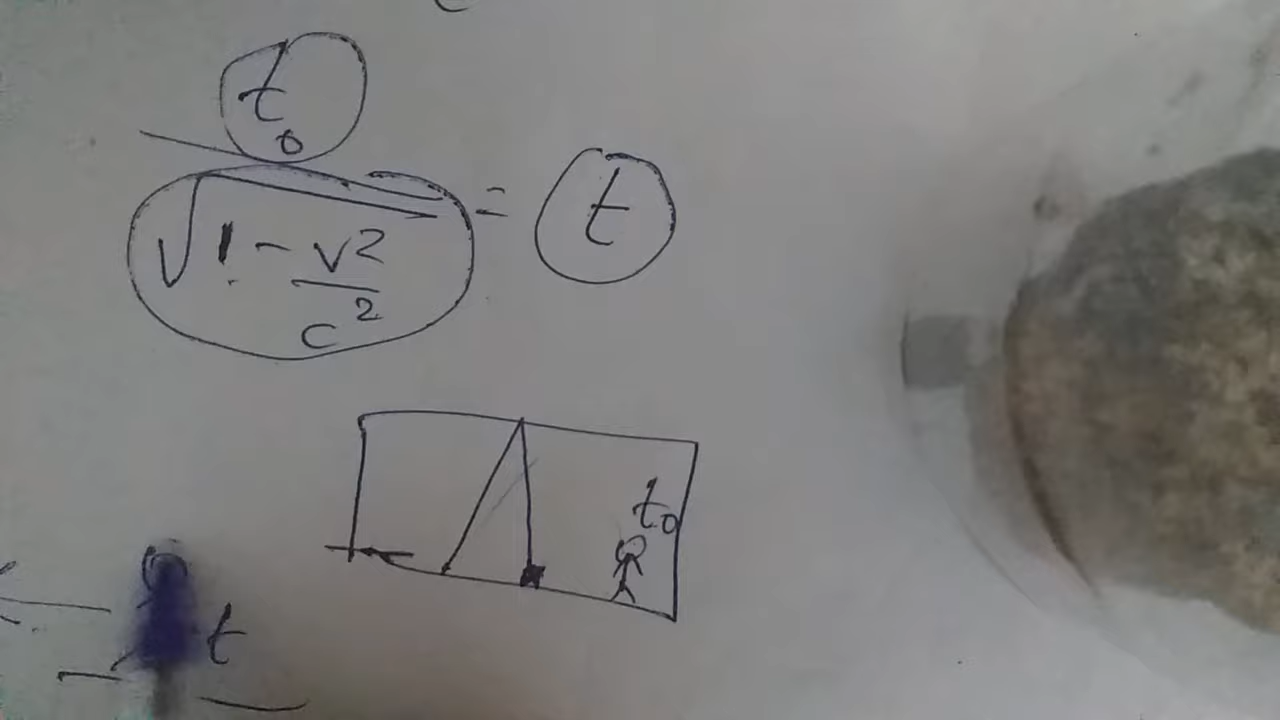 t₀
√1 - v² = t
c²
t₀
t